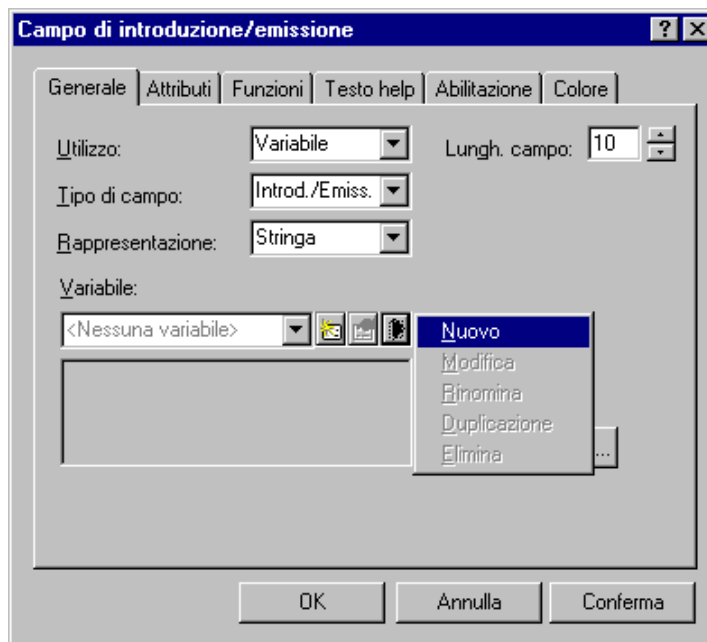 Campo di introduzione/emissione
Generale Attributi Funzioni Testo help Abilitazione Colore
Utilizzo: Variabile Lungh. campo: 10
Tipo di campo: Introd./Emiss.
Rappresentazione: Stringa
Variabile:
<Nessuna variabile>
Nuovo
Modifica
Rinomina
Duplicazione
Elimina
...
OK Annulla Conferma